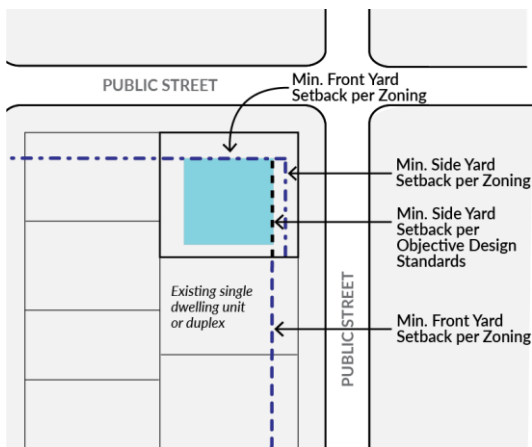 PUBLIC STREET
Min. Front Yard
Setback per Zoning
Min. Side Yard
Setback per Zoning
Min. Side Yard
Setback per
Objective Design
Standards
Existing single
dwelling unit
or duplex
Min. Front Yard
Setback per Zoning
PUBLIC STREET